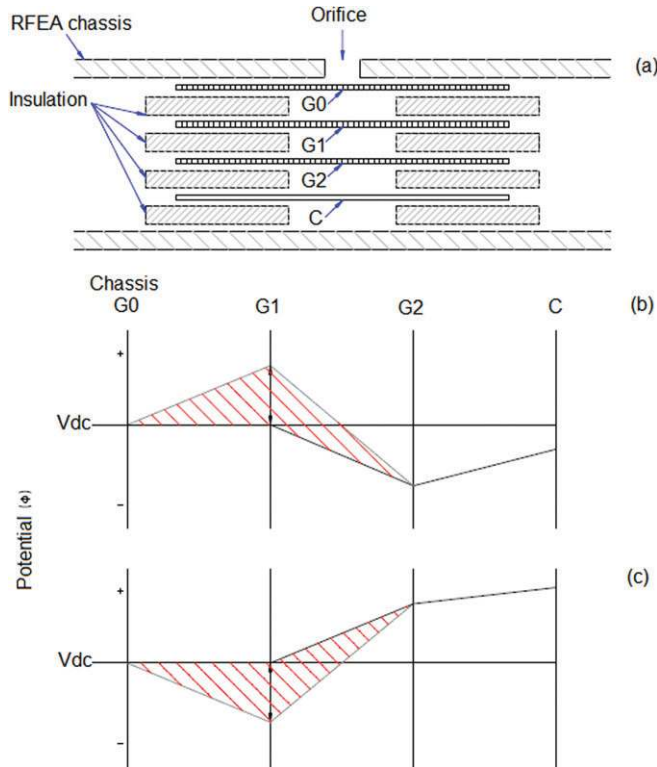 RFEA chassis
Orifice
(a)
Insulation
G0
G1
G2
C
Chassis
G0 G1 G2 C (b)
+
Vdc
-
Potential (Φ)
(c)
+
Vdc
-